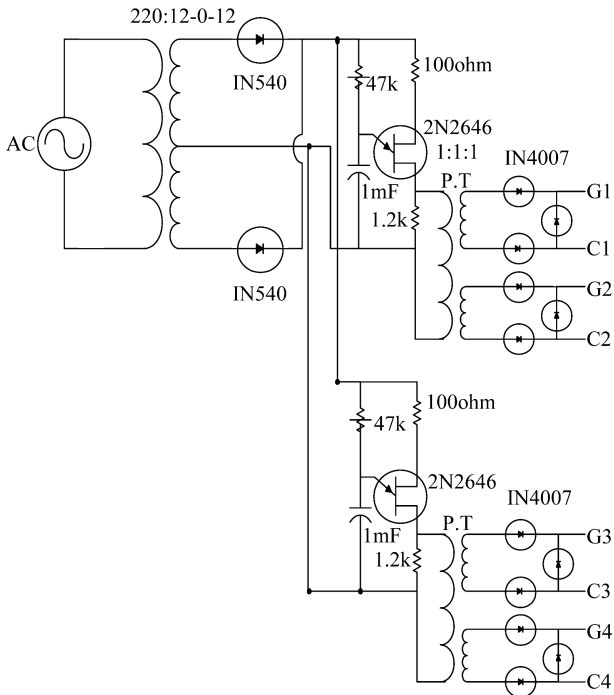 220:12-0-12
IN540
AC
IN540
47k
100ohm
2N2646
1:1:1
P.T
1mF
1.2k
IN4007
G1
C1
G2
C2
47k
100ohm
2N2646
P.T
1mF
1.2k
IN4007
G3
C3
G4
C4